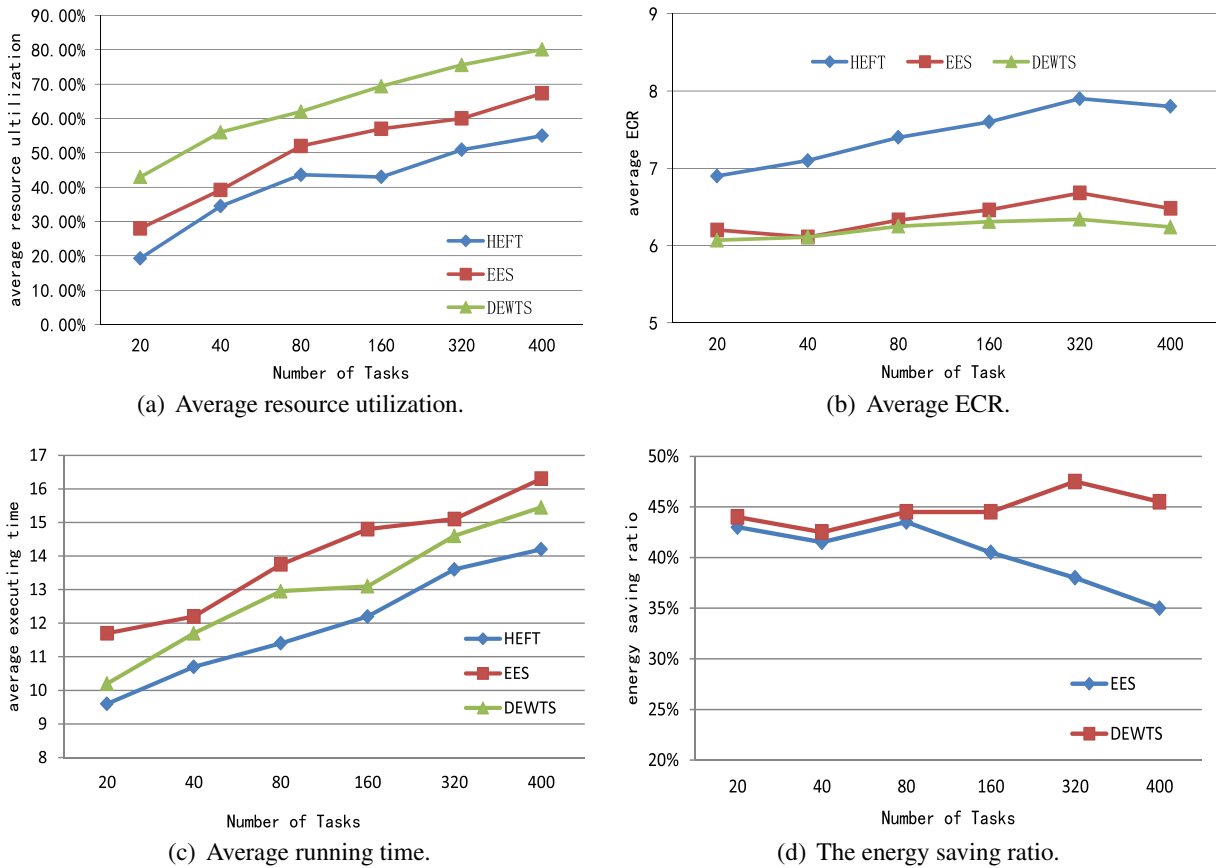 90.00%
80.00%
70.00%
60.00%
50.00%
40.00%
30.00%
20.00%
10.00%
0.00%
average resource ultilization
HEFT
EES
DEWTS
20 40 80 160 320 400
Number of Tasks
(a) Average resource utilization.
9
8
7
6
5
average ECR
HEFT EES DEWTS
20 40 80 160 320 400
Number of Task
(b) Average ECR.
17
16
15
14
13
12
11
10
9
8
average executing time
HEFT
EES
DEWTS
20 40 80 160 320 400
Number of Tasks
(c) Average running time.
50%
45%
40%
35%
30%
25%
20%
energy saving ratio
EES
DEWTS
20 40 80 160 320 400
Number of Tasks
(d) The energy saving ratio.